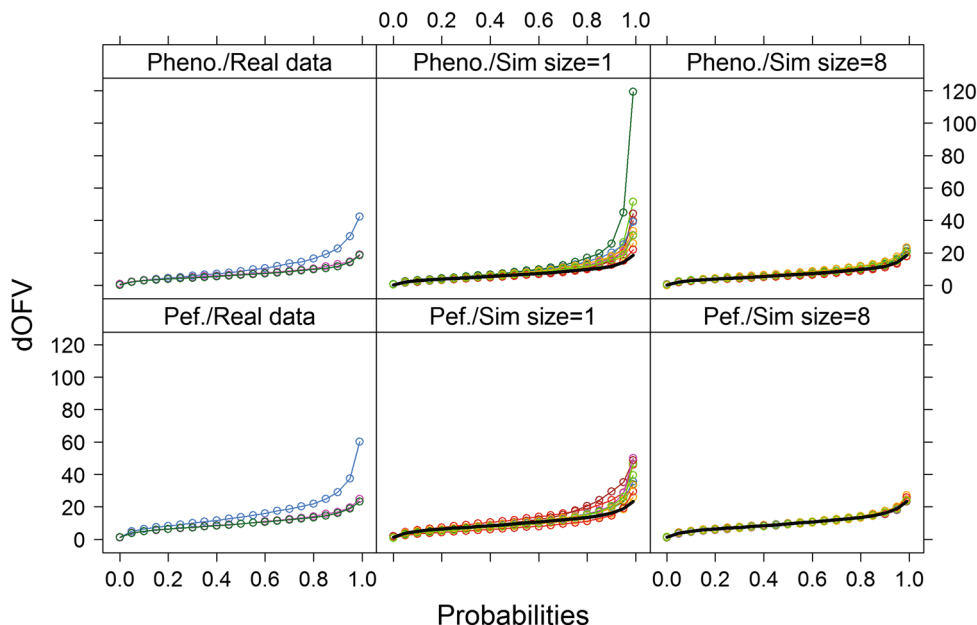 0.0 0.2 0.4 0.6 0.8 1.0
Pheno./Real data Pheno./Sim size=1 Pheno./Sim size=8
120
100
80
60
40
20
0
dOFV
Pef./Real data Pef./Sim size=1 Pef./Sim size=8
120
100
80
60
40
20
0
0.0 0.2 0.4 0.6 0.8 1.0 0.0 0.2 0.4 0.6 0.8 1.0
Probabilities